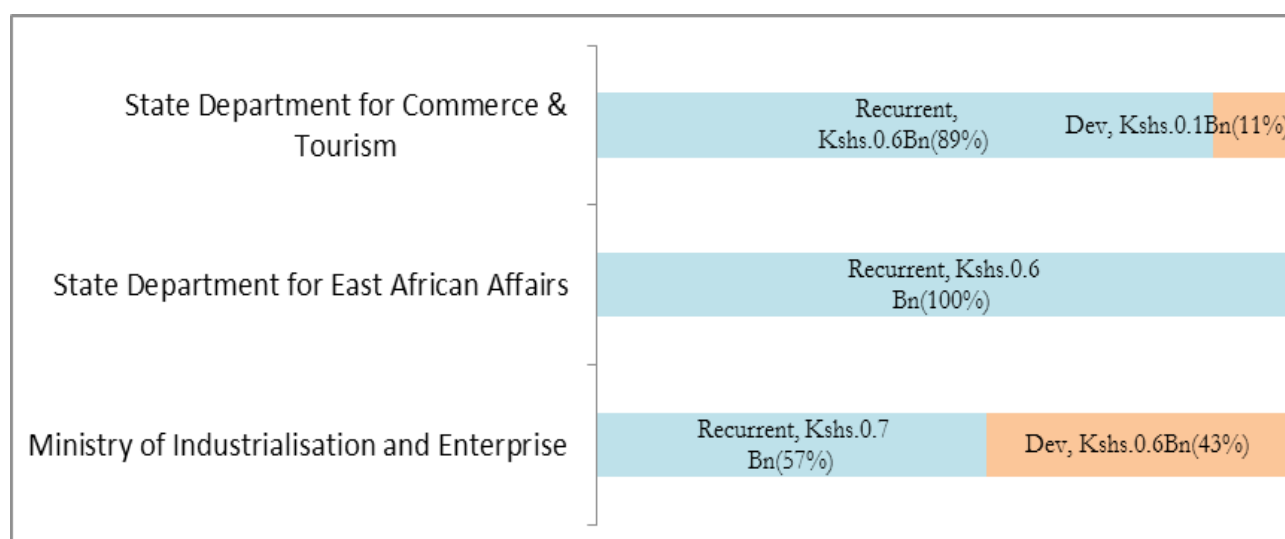 State Department for Commerce &
Tourism
Recurrent,
Kshs.0.6Bn(89%)
Dev, Kshs.0.1Bn(11%)
State Department for East African Affairs
Recurrent, Kshs.0.6
Bn(100%)
Ministry of Industrialisation and Enterprise
Recurrent, Kshs.0.7
Bn(57%)
Dev, Kshs.0.6Bn(43%)